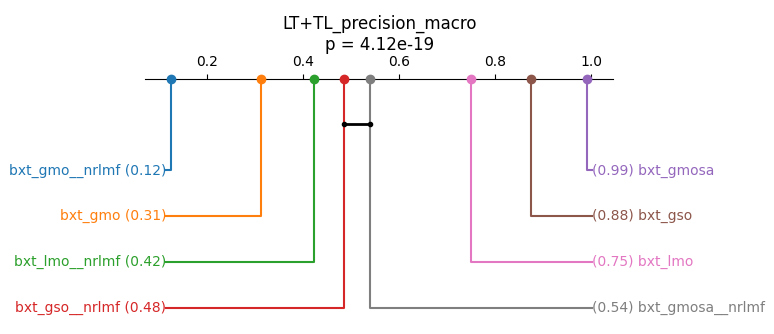 LT+TL_precision_macro
p = 4.12e-19
0.2 0.4 0.6 0.8 1.0
bxt_gmo__nrlmf (0.12) (0.99) bxt_gmosa
bxt_gmo (0.31) (0.88) bxt_gso
bxt_lmo__nrlmf (0.42) (0.75) bxt_lmo
bxt_gso__nrlmf (0.48) (0.54) bxt_gmosa__nrlmf